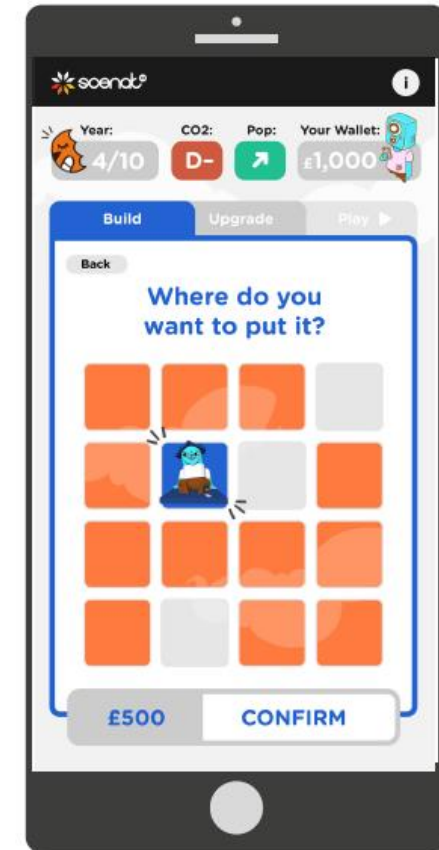 scendit
i
Year: CO2: Pop: Your Wallet:
4/10 D- £1,000
Build Upgrade Play
Back
Where do you
want to put it?
£500 CONFIRM